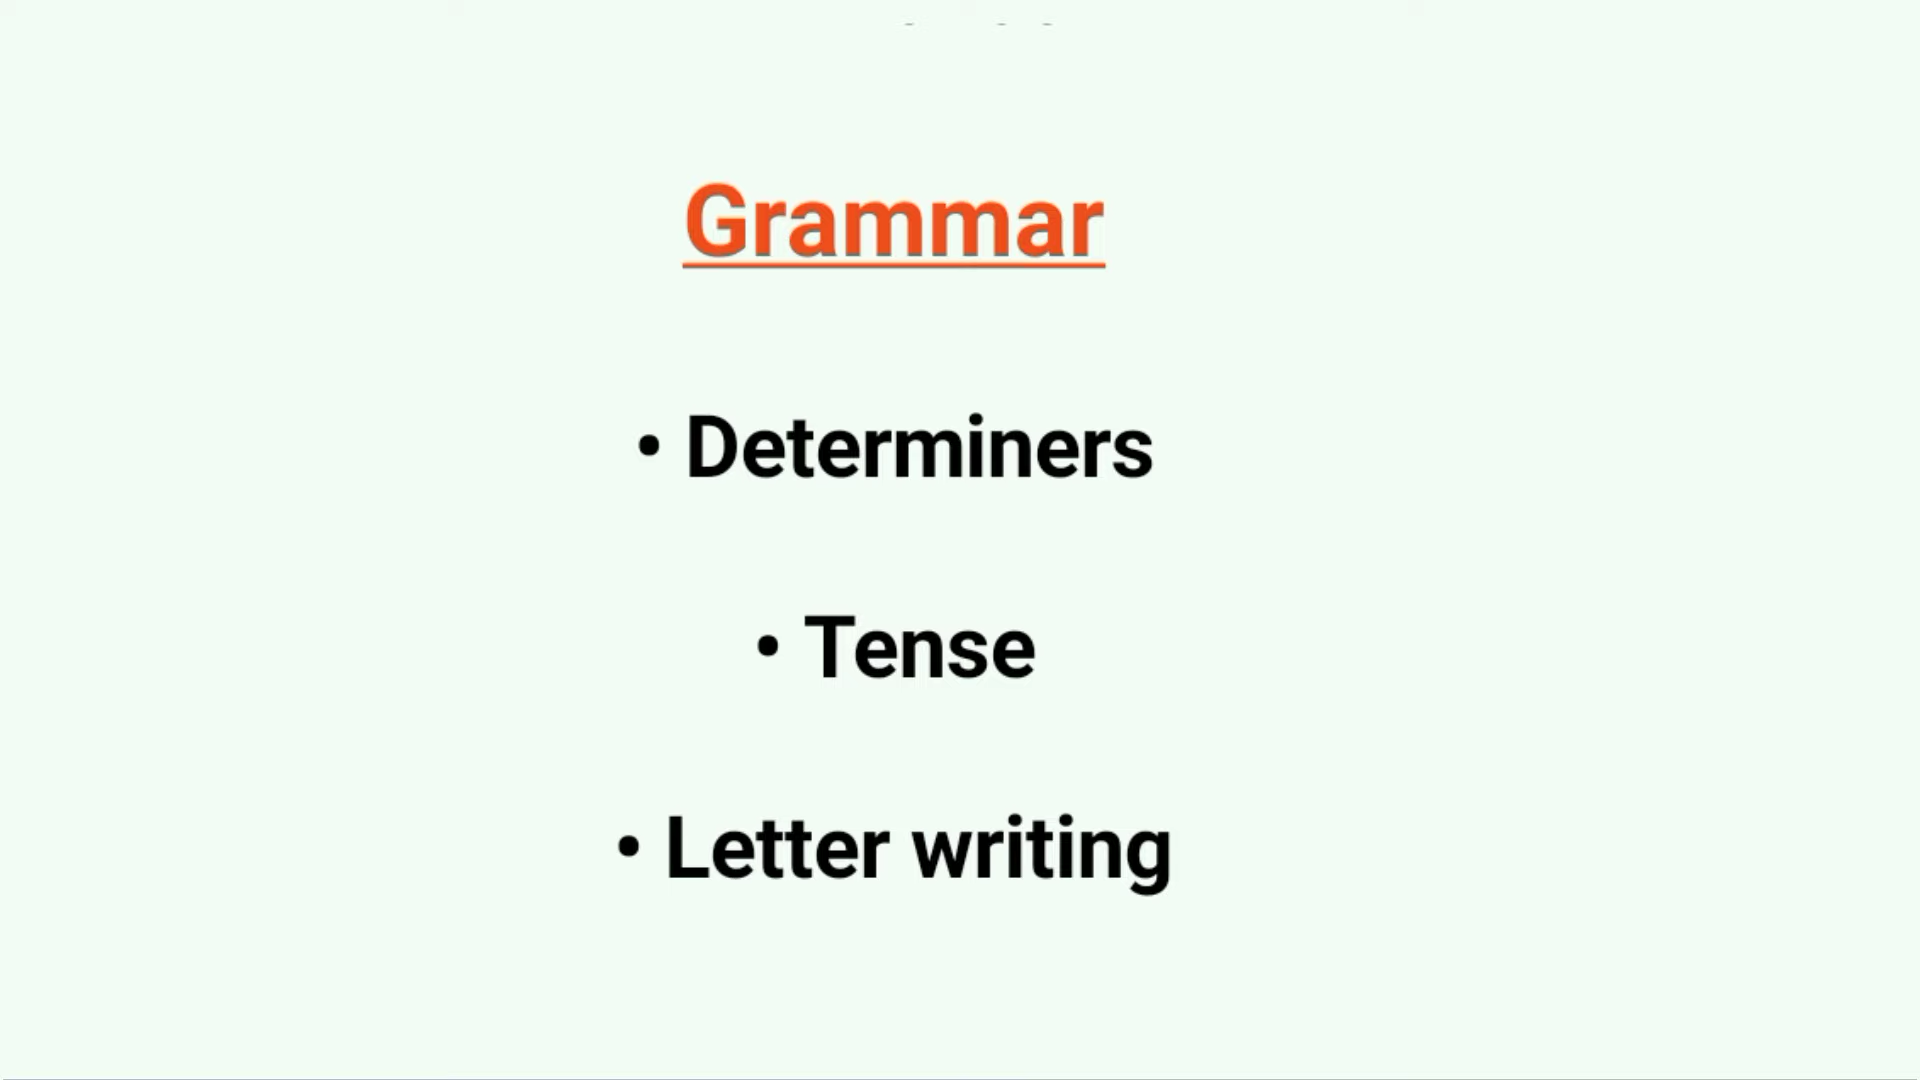 Grammar
• Determiners
• Tense
• Letter writing